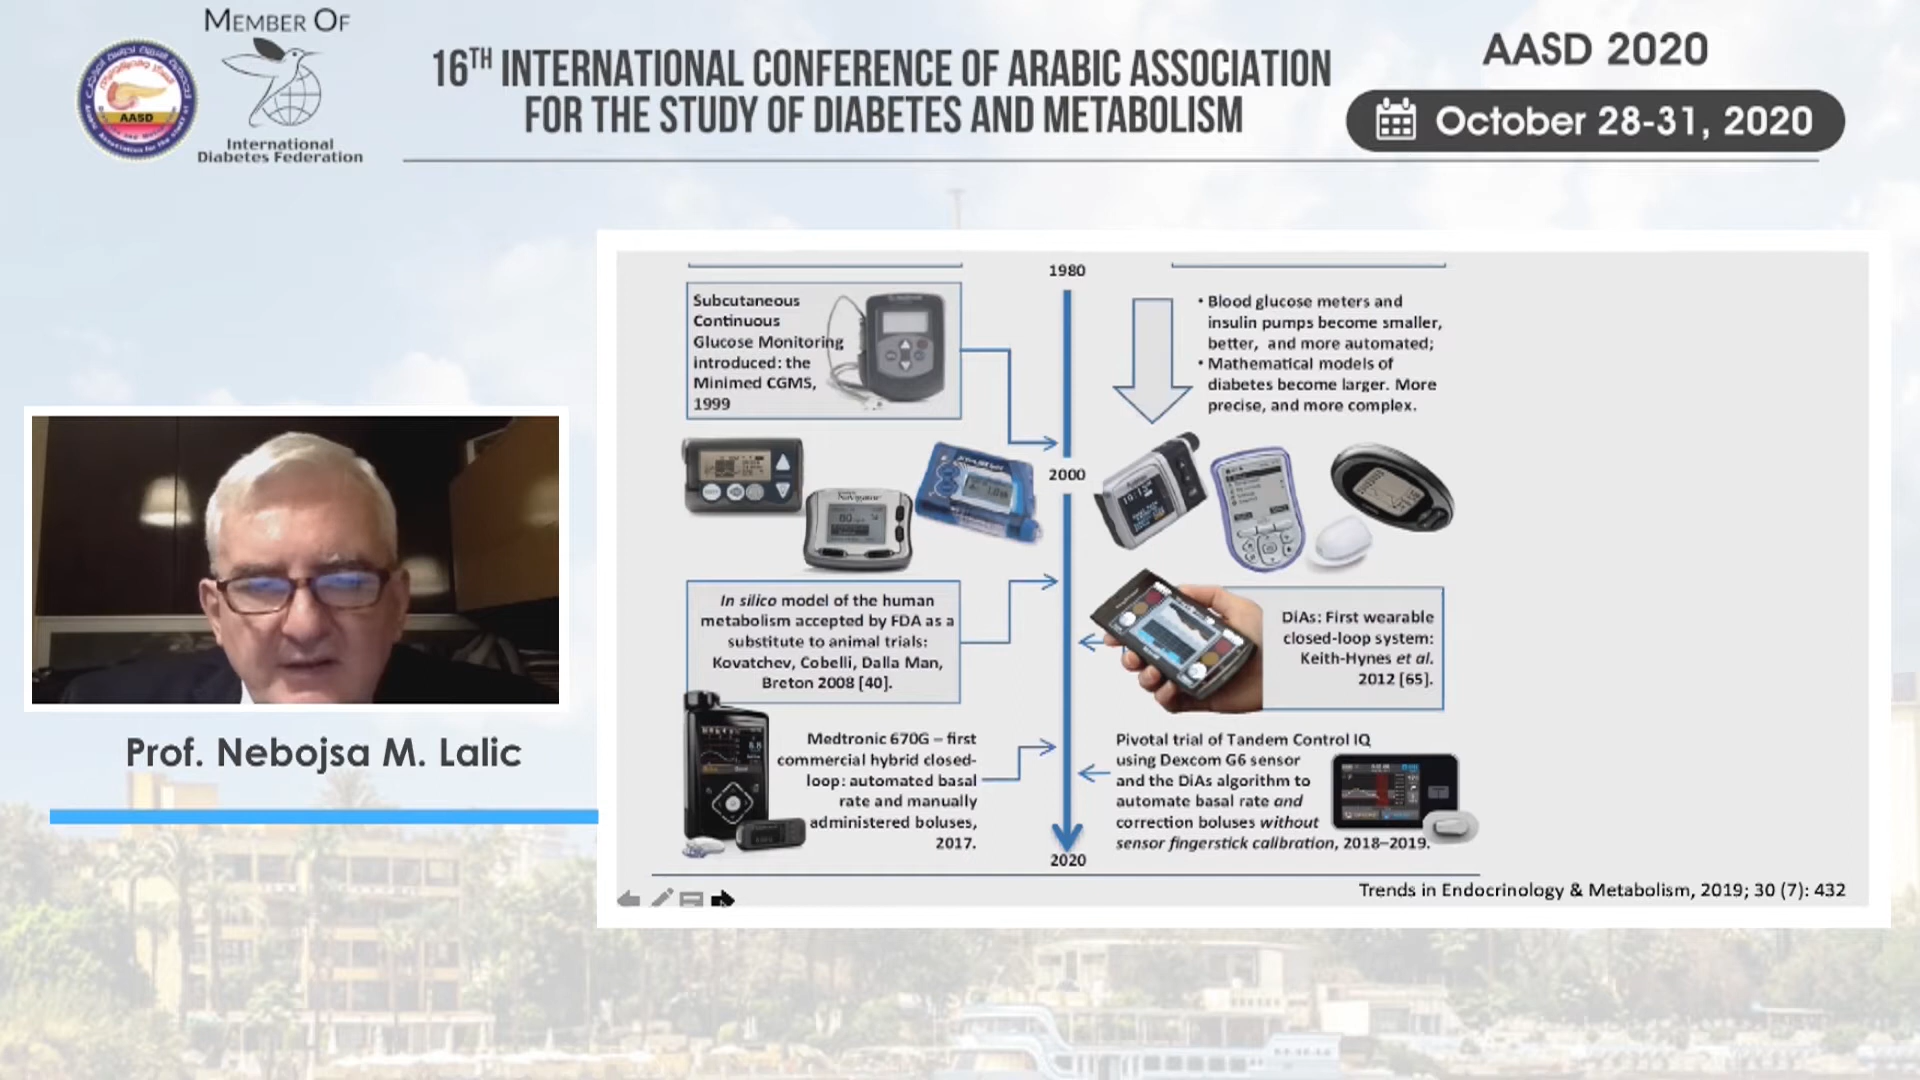 MEMBER OF
International
Diabetes Federation
AASD
16TH INTERNATIONAL CONFERENCE OF ARABIC ASSOCIATION
FOR THE STUDY OF DIABETES AND METABOLISM
AASD 2020
October 28-31, 2020
Prof. Nebojsa M. Lalic
1980
Subcutaneous
Continuous
Glucose Monitoring
introduced: the
Minimed CGMS,
1999
• Blood glucose meters and
insulin pumps become smaller,
better, and more automated;
• Mathematical models of
diabetes become larger. More
precise, and more complex.
2000
Navigator
In silico model of the human
metabolism accepted by FDA as a
substitute to animal trials:
Kovatchev, Cobelli, Dalla Man,
Breton 2008 [40].
DiAs: First wearable
closed-loop system:
Keith-Hynes et al.
2012 [65].
Medtronic 670G – first
commercial hybrid closed-
loop: automated basal
rate and manually
administered boluses,
2017.
Pivotal trial of Tandem Control IQ
using Dexcom G6 sensor
and the DiAs algorithm to
automate basal rate and
correction boluses without
sensor fingerstick calibration, 2018–2019.
2020
Trends in Endocrinology & Metabolism, 2019; 30 (7): 432